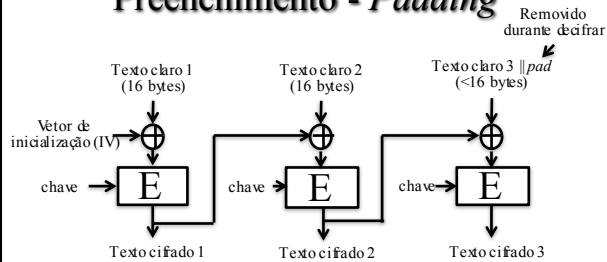 Preenchimento - Padding
Removido
durante decifrar
Texto claro 1
(16 bytes)
Texto claro 2
(16 bytes)
Texto claro 3 || pad
(<16 bytes)
Vetor de
inicialização (IV)
chave
E
chave
E
chave
E
Texto cifrado 1
Texto cifrado 2
Texto cifrado 3